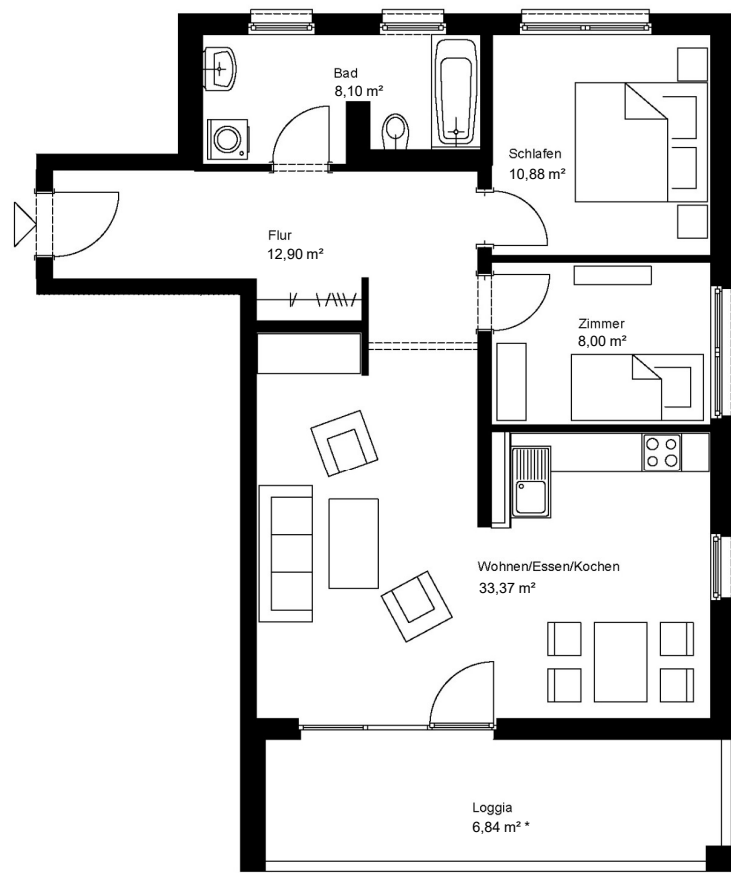 Bad
8,10 m²
Schlafen
10,88 m²
Flur
12,90 m²
Zimmer
8,00 m²
Wohnen/Essen/Kochen
33,37 m²
Loggia
6,84 m² *